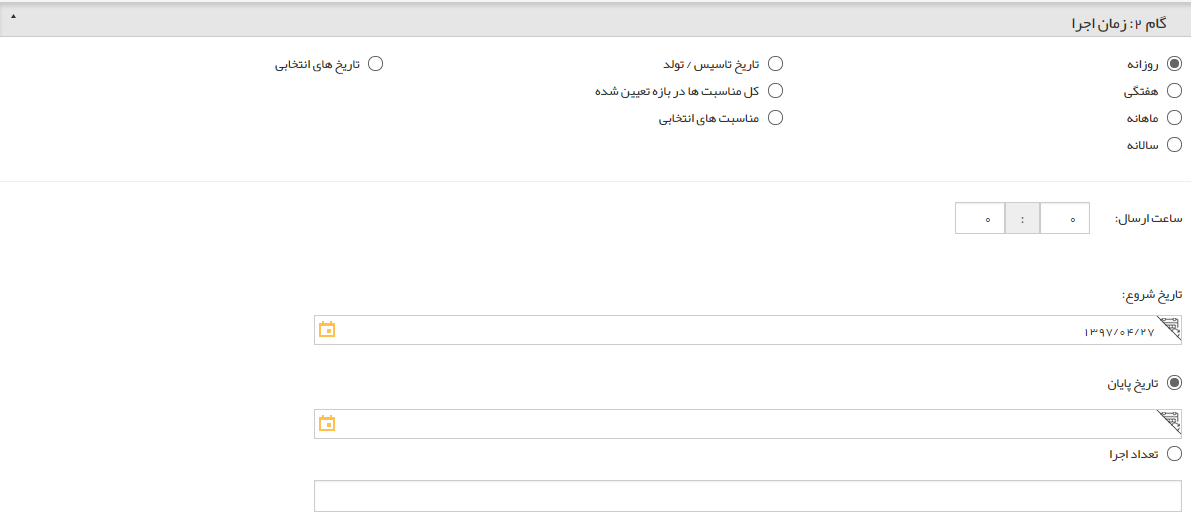 گام ۲: زمان اجرا
روزانه
تاریخ تاسیس / تولد
تاریخ های انتخابی
هفتگی
کل مناسبت ها در بازه تعیین شده
ماهانه
مناسبت های انتخابی
سالانه
ساعت ارسال:
۰ : ۰
تاریخ شروع:
۱۳۹۷/۰۴/۲۷
تاریخ پایان
تعداد اجرا